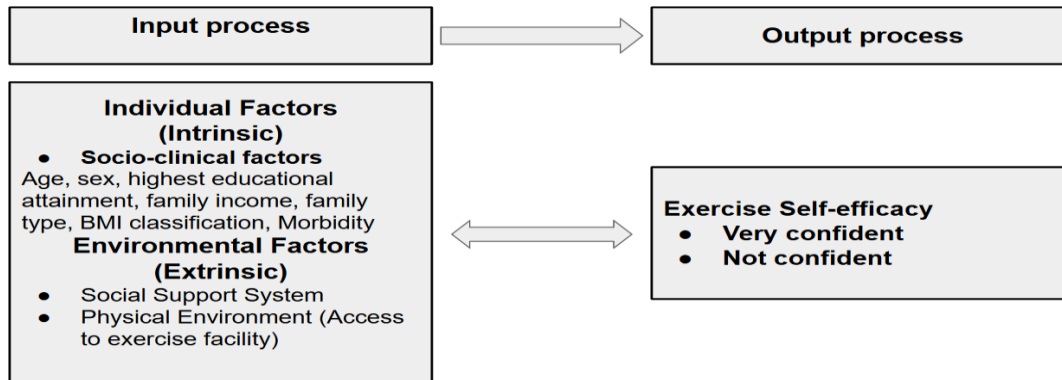 Input process
Output process
Individual Factors
(Intrinsic)
● Socio-clinical factors
Age, sex, highest educational
attainment, family income, family
type, BMI classification, Morbidity
Environmental Factors
(Extrinsic)
● Social Support System
● Physical Environment (Access
to exercise facility)
Exercise Self-efficacy
● Very confident
● Not confident